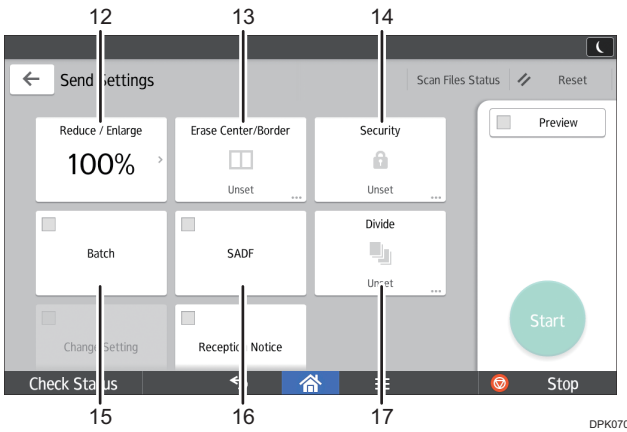 12 13 14
Send Settings Scan Files Status Reset
Reduce / Enlarge Erase Center/Border Security Preview
100%
Unset Unset
Batch SADF Divide
Unset
Start
Change Setting Reception Notice
Check Status Stop
15 16 17
DPK070